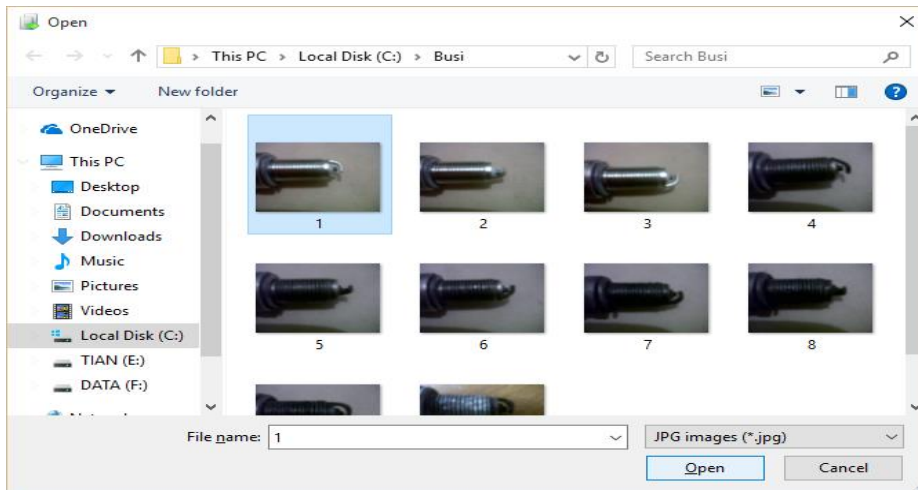 Open
This PC > Local Disk (C:) > Busi
Search Busi
Organize
New folder
OneDrive
This PC
Desktop
Documents
Downloads
Music
Pictures
Videos
Local Disk (C:)
TIAN (E:)
DATA (F:)
1
2
3
4
5
6
7
8
File name: 1
JPG images (*.jpg)
Open
Cancel